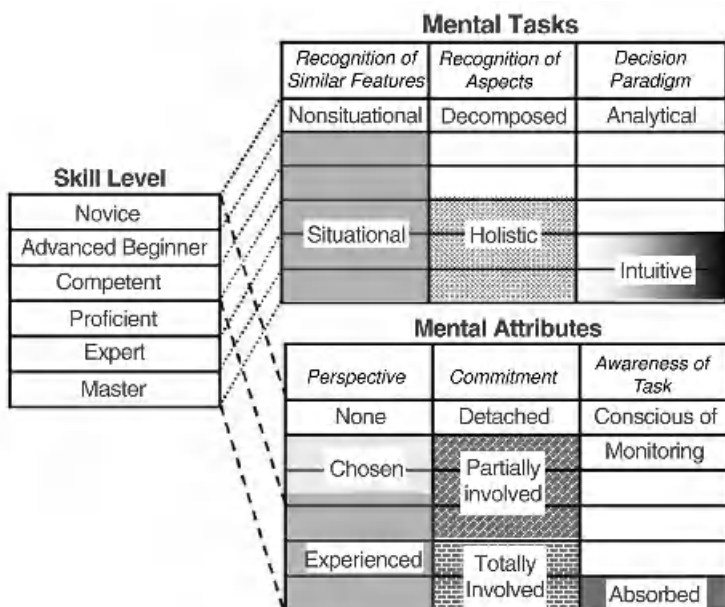 Mental Tasks
Recognition of Similar Features
Recognition of Aspects
Decision Paradigm
Nonsituational
Decomposed
Analytical
Situational
Holistic
Intuitive
Skill Level
Novice
Advanced Beginner
Competent
Proficient
Expert
Master
Mental Attributes
Perspective
Commitment
Awareness of Task
None
Detached
Conscious of
Monitoring
Chosen
Partially involved
Experienced
Totally Involved
Absorbed